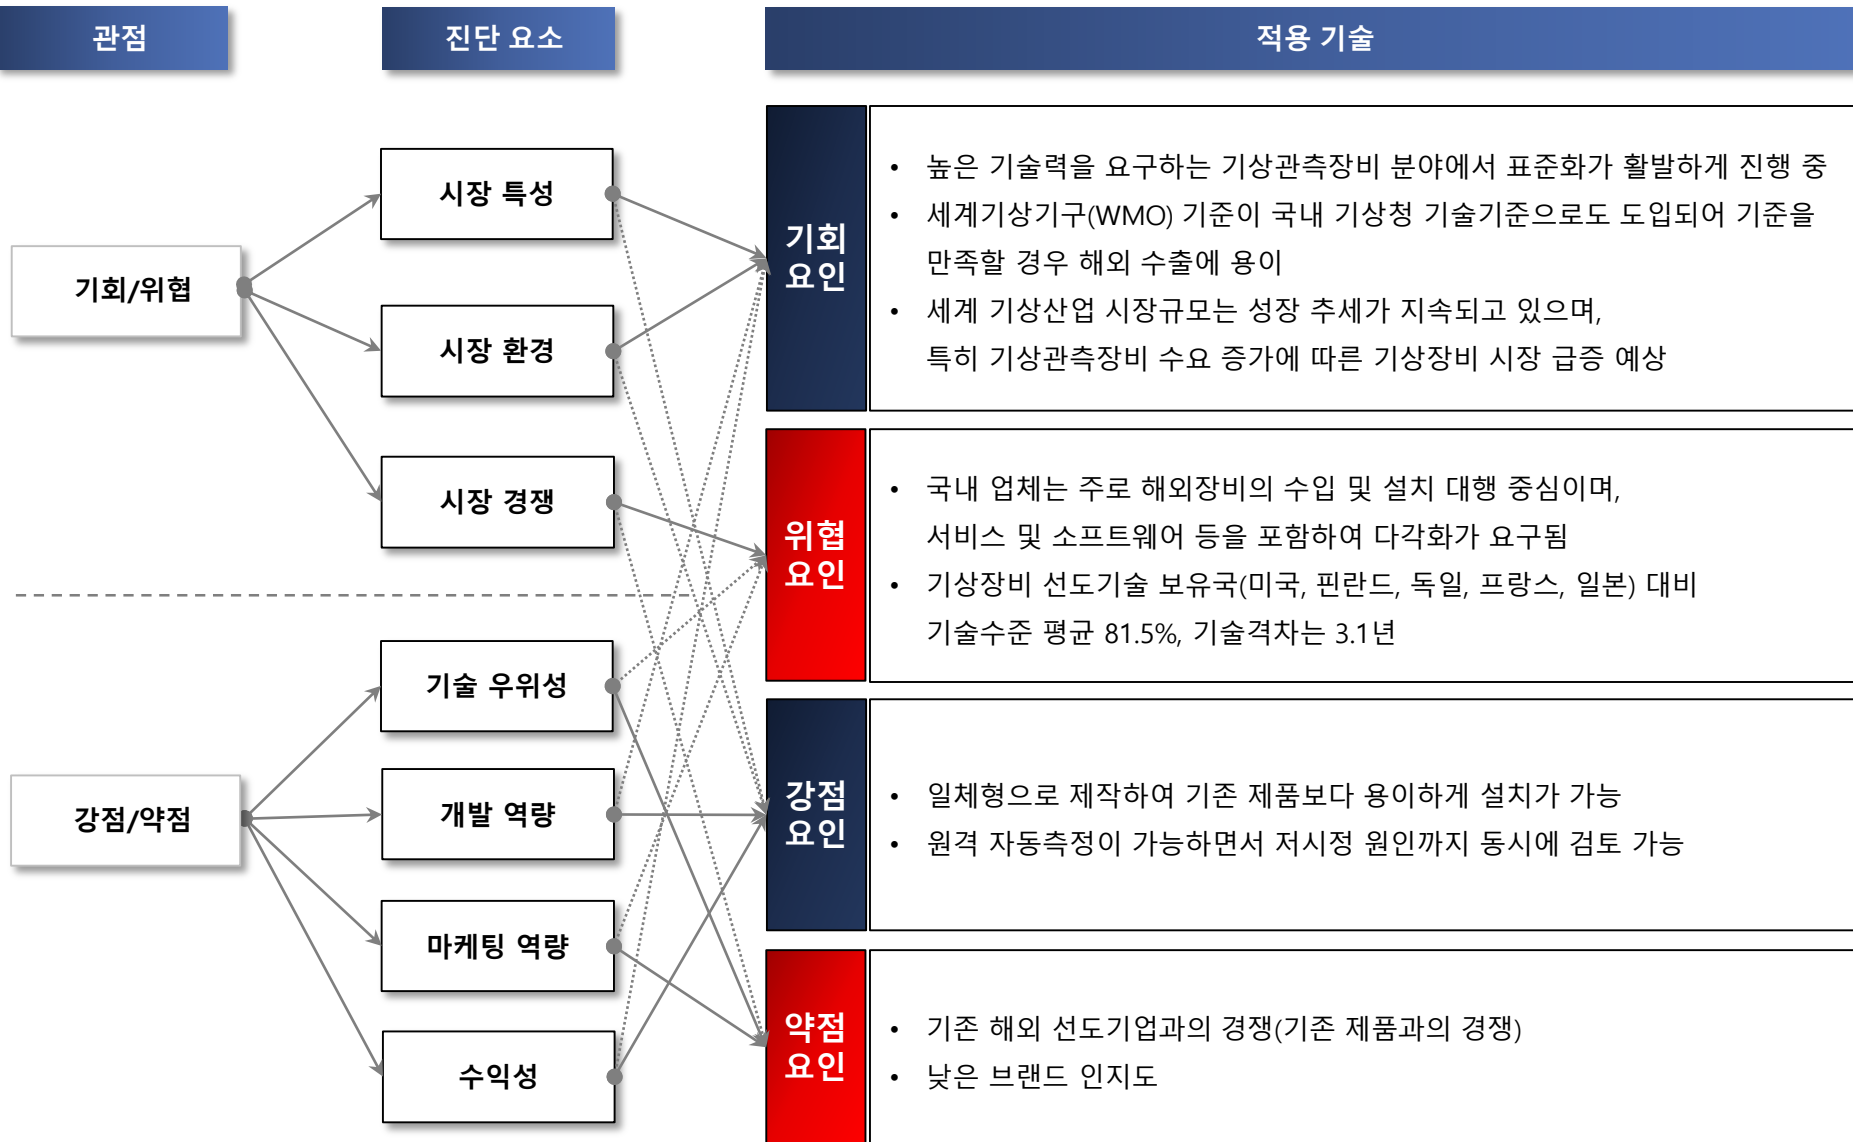 관점
진단 요소
적용 기술
기회/위협
시장 특성
시장 환경
시장 경쟁
강점/약점
기술 우위성
개발 역량
마케팅 역량
수익성
기회
요인
• 높은 기술력을 요구하는 기상관측장비 분야에서 표준화가 활발하게 진행 중
• 세계기상기구(WMO) 기준이 국내 기상청 기술기준으로도 도입되어 기준을
만족할 경우 해외 수출에 용이
• 세계 기상산업 시장규모는 성장 추세가 지속되고 있으며,
특히 기상관측장비 수요 증가에 따른 기상장비 시장 급증 예상
위협
요인
• 국내 업체는 주로 해외장비의 수입 및 설치 대행 중심이며,
서비스 및 소프트웨어 등을 포함하여 다각화가 요구됨
• 기상장비 선도기술 보유국(미국, 핀란드, 독일, 프랑스, 일본) 대비
기술수준 평균 81.5%, 기술격차는 3.1년
강점
요인
• 일체형으로 제작하여 기존 제품보다 용이하게 설치가 가능
• 원격 자동측정이 가능하면서 저시정 원인까지 동시에 검토 가능
약점
요인
• 기존 해외 선도기업과의 경쟁(기존 제품과의 경쟁)
• 낮은 브랜드 인지도